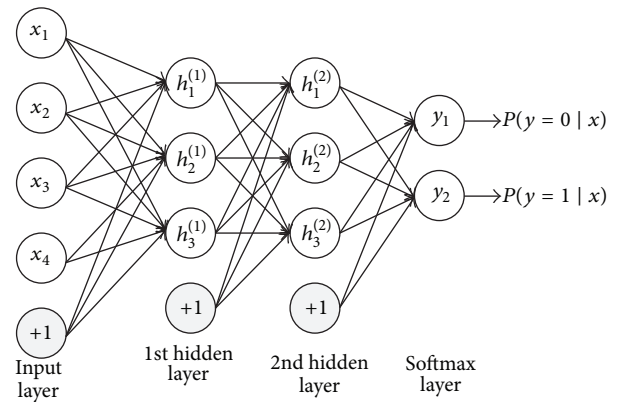 x₁
x₂
x₃
x₄
+1
Input
layer
h₁⁽¹⁾
h₂⁽¹⁾
h₃⁽¹⁾
+1
1st hidden
layer
h₁⁽²⁾
h₂⁽²⁾
h₃⁽²⁾
+1
2nd hidden
layer
y₁
y₂
Softmax
layer
P(y = 0 | x)
P(y = 1 | x)